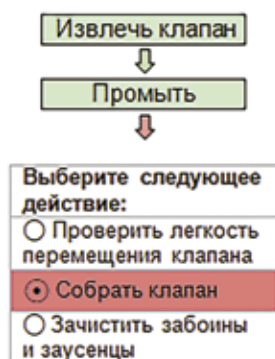 Извлечь клапан
Промыть
Выберите следующее
действие:
Проверить легкость
перемещения клапана
Собрать клапан
Зачистить забоины
и заусенцы